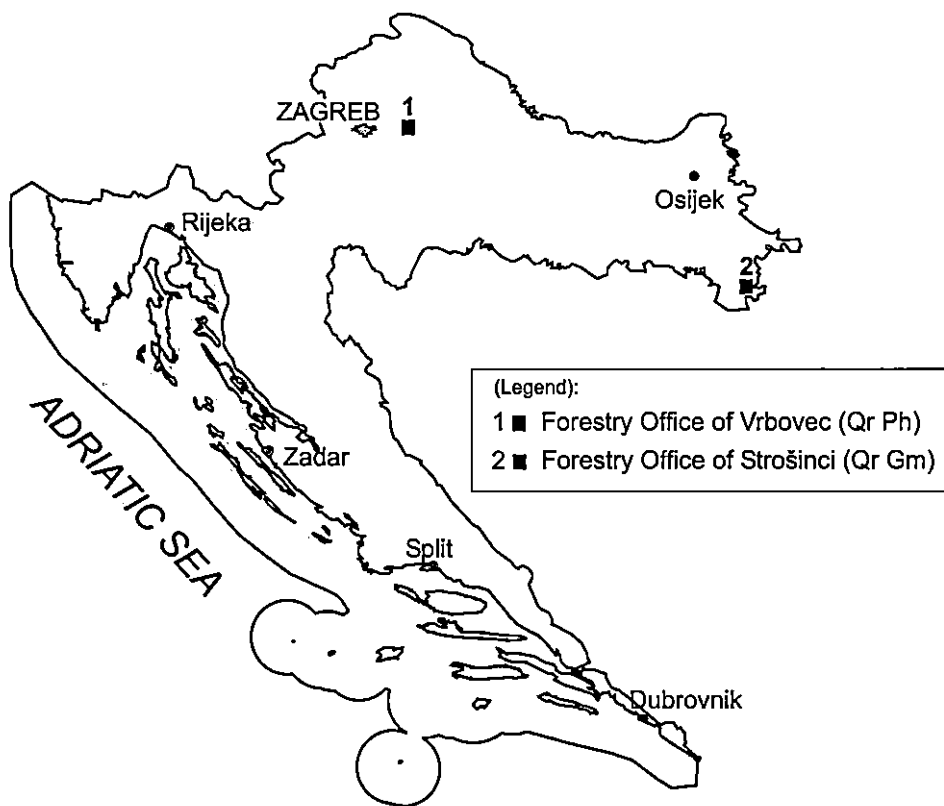 ZAGREB
1
Osijek
Rijeka
2
(Legend):
1 ■ Forestry Office of Vrbovec (Qr Ph)
2 ■ Forestry Office of Strošinci (Qr Gm)
ADRIATIC SEA
Zadar
Split
Dubrovnik